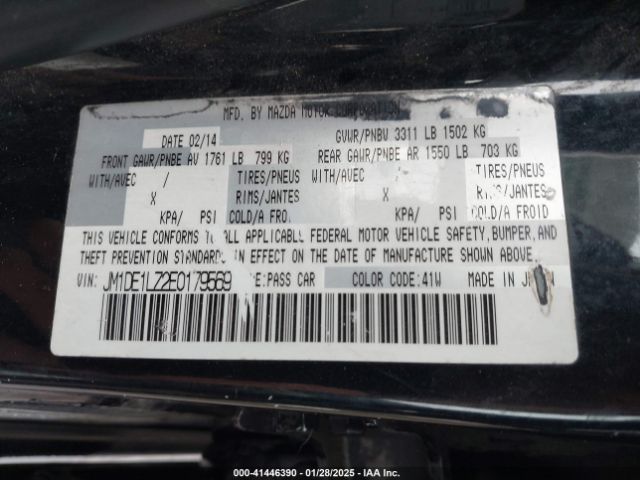 MFD. BY MAZDA MOTOR CORPORATION
DATE 02/14 GVWR/PNBV 3311 LB 1502 KG
FRONT GAWR/PNBE AV 1761 LB 799 KG REAR GAWR/PNBE AR 1550 LB 703 KG
WITH/AVEC / TIRES/PNEUS WITH/AVEC / TIRES/PNEUS
X RIMS/JANTES X RIMS/JANTES
KPA/ PSI COLD/A FRO KPA/ PSI COLD/A FROID
THIS VEHICLE CONFORMS TO ALL APPLICABLE FEDERAL MOTOR VEHICLE SAFETY, BUMPER, AND
THEFT PREVENTION STANDARDS IN EFFECT ON THE DATE OF MANUFACTURE SHOWN ABOVE.
VIN: JM1DE1LZ2E0179569 E:PASS CAR COLOR CODE:41W MADE IN
000-41446390 - 01/28/2025 - IAA Inc.